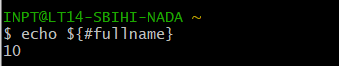 INPT@LT14-SBIHI-NADA ~
$ echo ${#fullname}
10